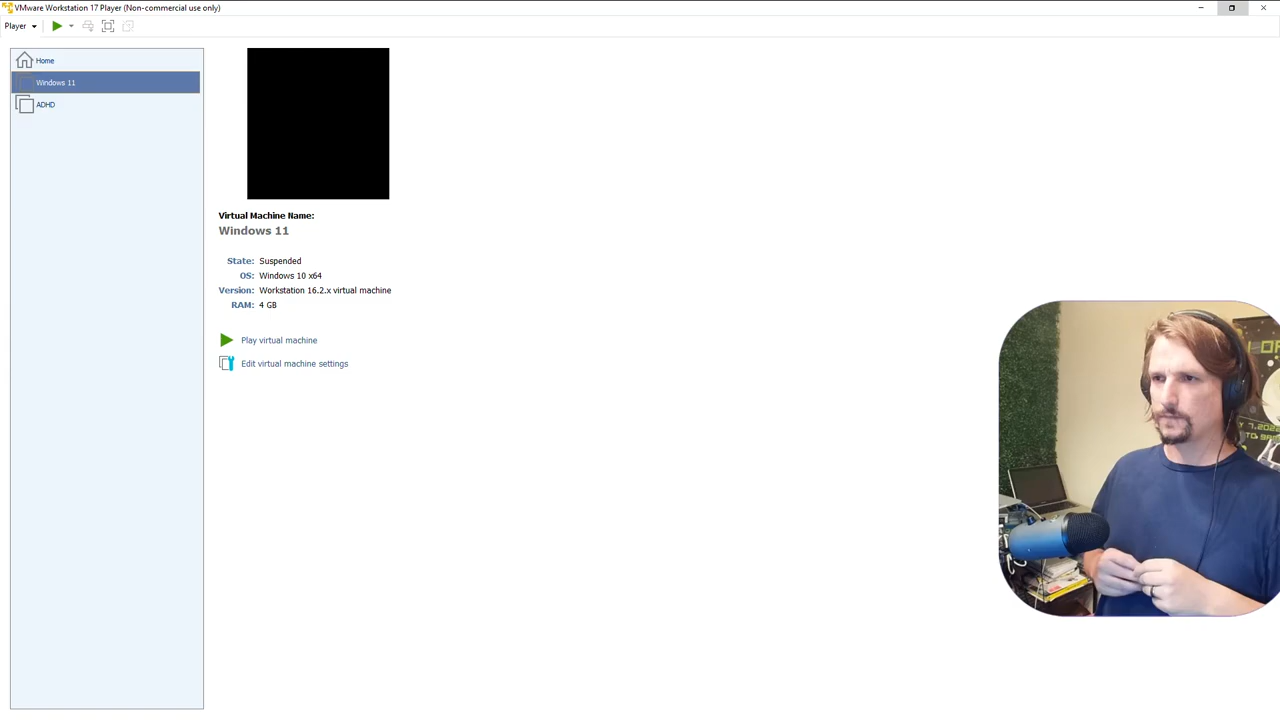 VMware Workstation 17 Player (Non-commercial use only)
Player
Home
Windows 11
ADHD
Virtual Machine Name:
Windows 11
State: Suspended
OS: Windows 10 x64
Version: Workstation 16.2.x virtual machine
RAM: 4 GB
Play virtual machine
Edit virtual machine settings